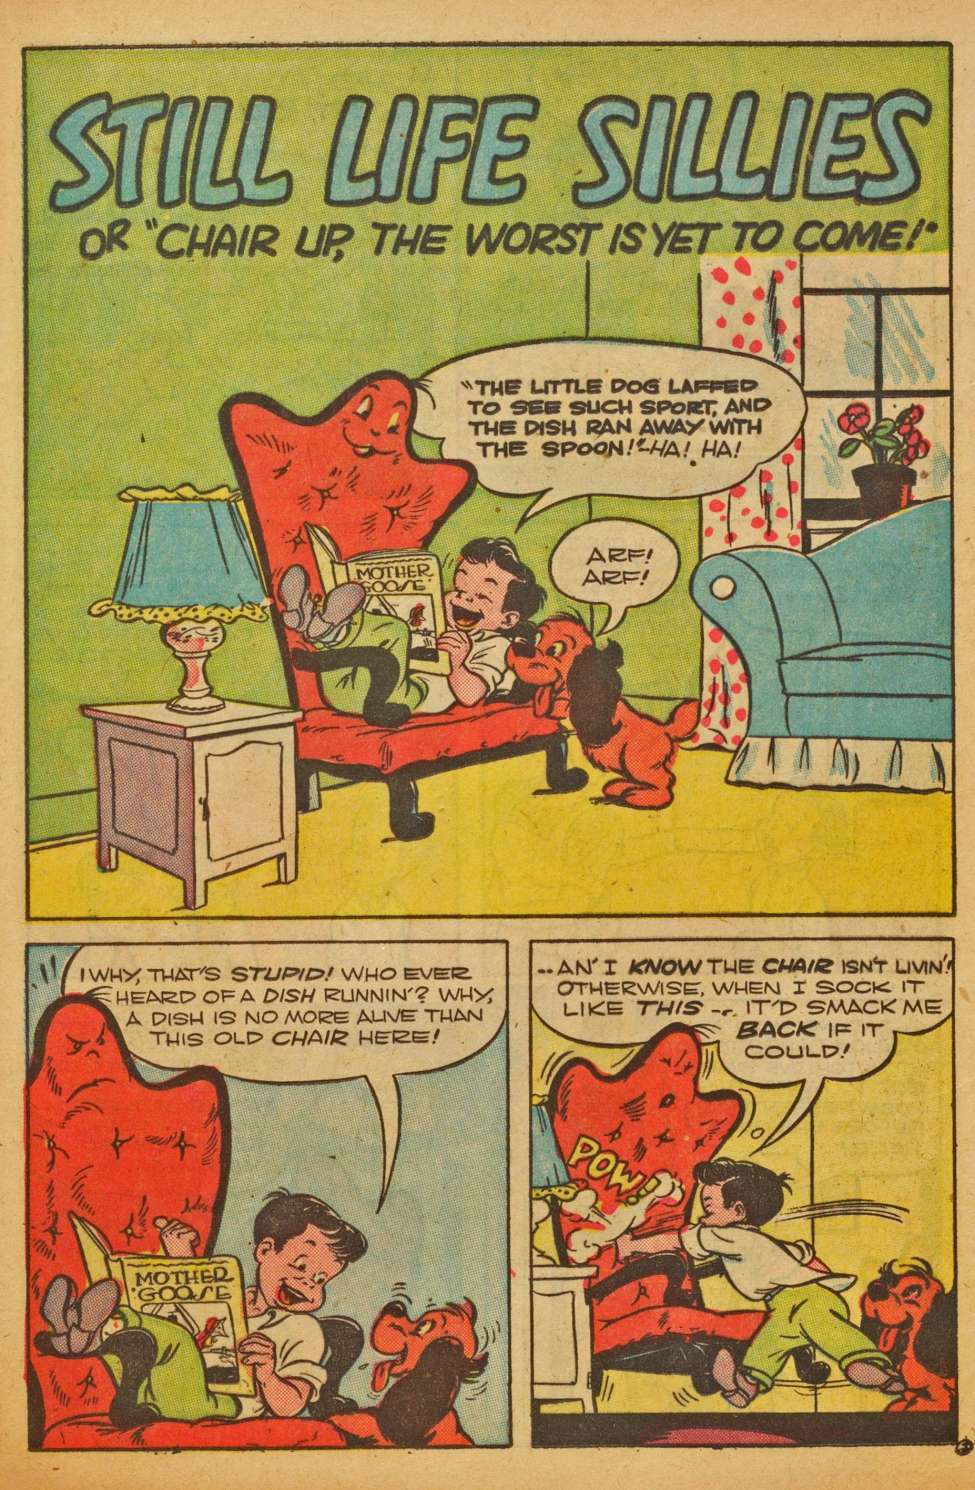 STILL LIFE SILLIES
OR "CHAIR UP, THE WORST IS YET TO COME!"
"THE LITTLE DOG LAFFED
TO SEE SUCH SPORT, AND
THE DISH RAN AWAY WITH
THE SPOON!"-HA! HA!
ARF!
ARF!
MOTHER
GOOSE
WHY, THAT'S STUPID! WHO EVER
HEARD OF A DISH RUNNIN'? WHY,
A DISH IS NO MORE ALIVE THAN
THIS OLD CHAIR HERE!
MOTHER
GOOSE
--AN' I KNOW THE CHAIR ISN'T LIVIN'!
OTHERWISE, WHEN I SOCK IT
LIKE THIS --. IT'D SMACK ME
BACK IF IT
COULD!
POW!!